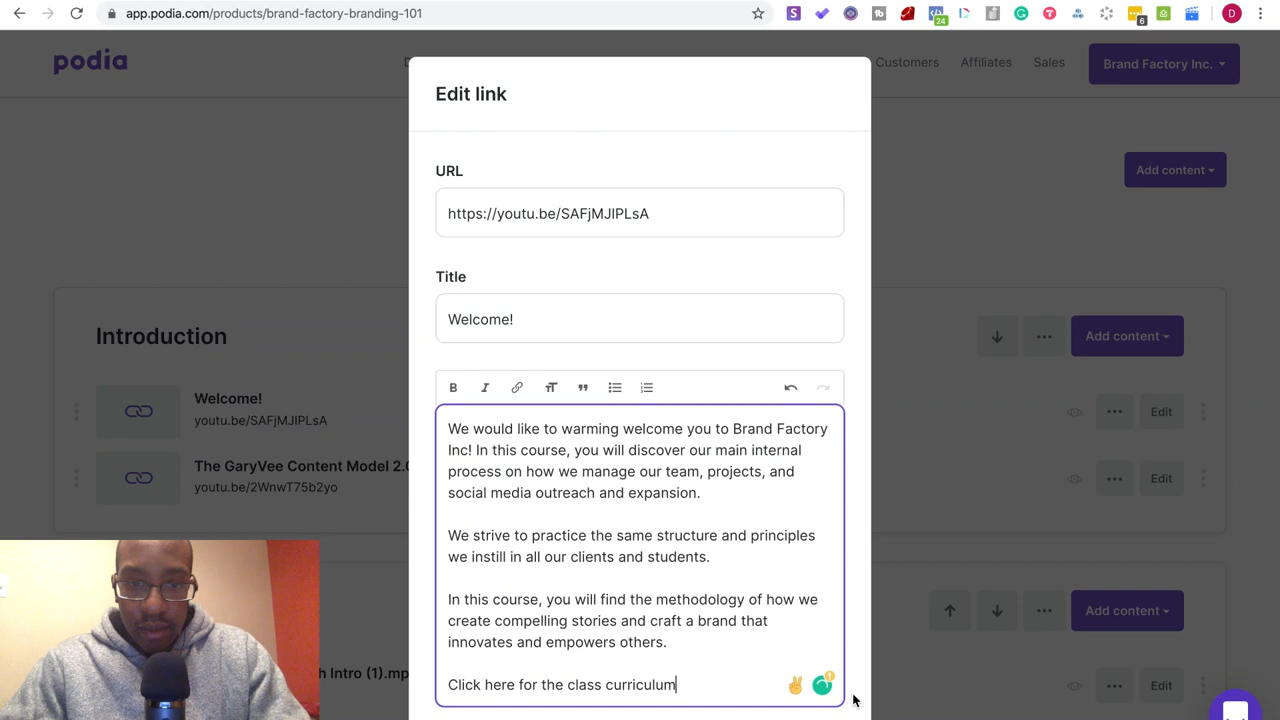 app.podia.com/products/brand-factory-branding-101
24
6
D
podia
D
Customers
Affiliates
Sales
Brand Factory Inc.
Add content
Edit link
URL
https://youtu.be/SAFjMJlPLsA
Title
Welcome!
B
We would like to warming welcome you to Brand Factory
Inc! In this course, you will discover our main internal
process on how we manage our team, projects, and
social media outreach and expansion.
We strive to practice the same structure and principles
we instill in all our clients and students.
In this course, you will find the methodology of how we
create compelling stories and craft a brand that
innovates and empowers others.
Click here for the class curriculum
Introduction
Add content
Welcome!
youtu.be/SAFjMJlPLsA
Edit
The GaryVee Content Model 2.0
youtu.be/2WnwT75b2yo
Edit
Add content
h Intro (1).mp
Edit